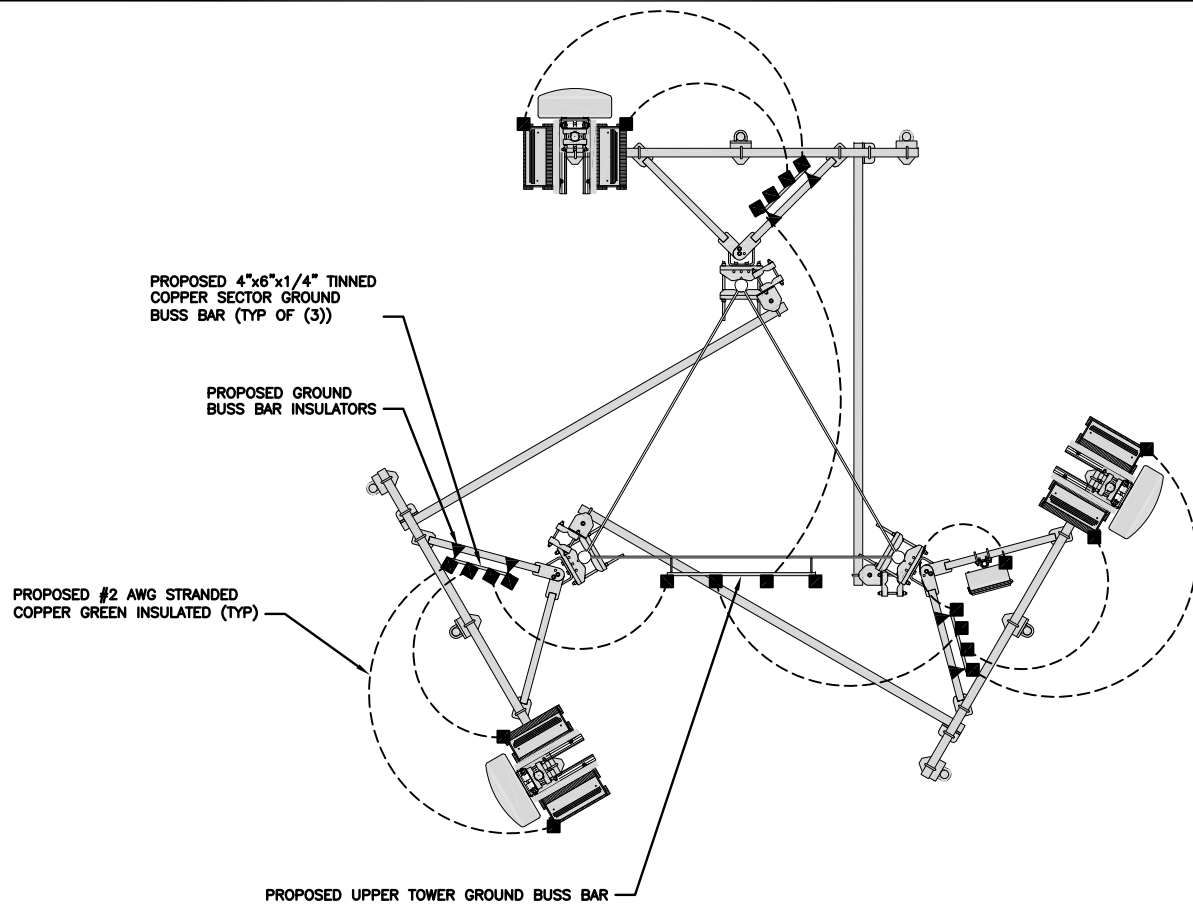 PROPOSED 4"x6"x1/4" TINNED
COPPER SECTOR GROUND
BUSS BAR (TYP OF (3))
PROPOSED GROUND
BUSS BAR INSULATORS
PROPOSED #2 AWG STRANDED
COPPER GREEN INSULATED (TYP)
PROPOSED UPPER TOWER GROUND BUSS BAR